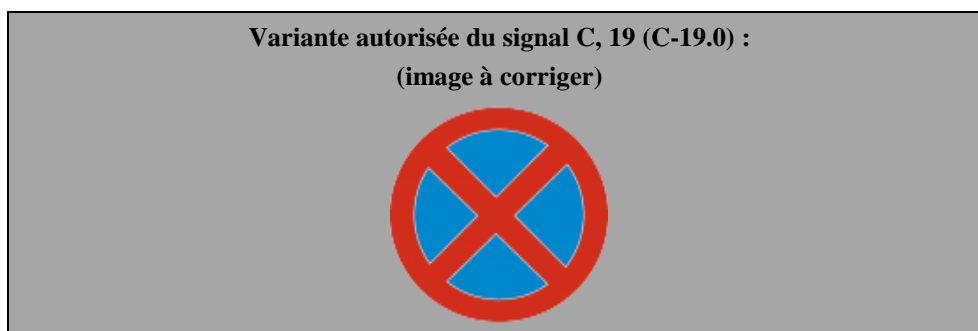 Variante autorisée du signal C, 19 (C-19.0) :
(image à corriger)